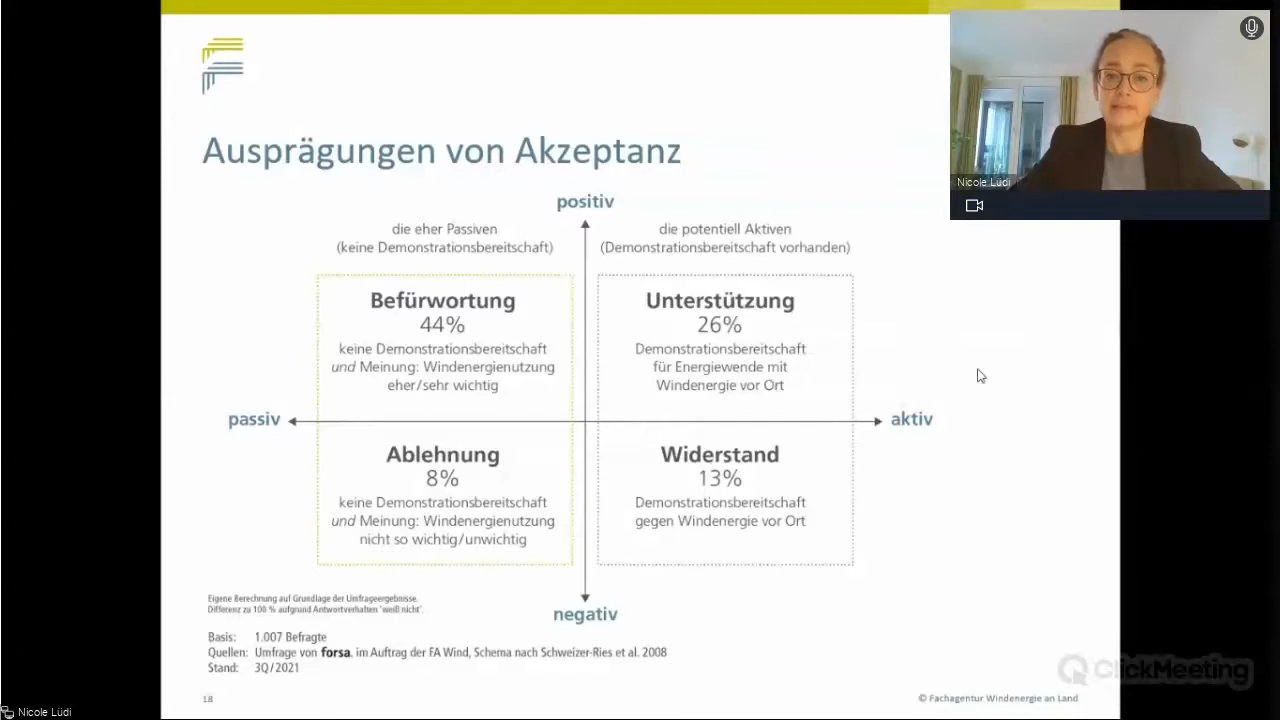 Ausprägungen von Akzeptanz
positiv
die eher Passiven
(keine Demonstrationsbereitschaft)
die potentiell Aktiven
(Demonstrationsbereitschaft vorhanden)
Befürwortung
44%
keine Demonstrationsbereitschaft
und Meinung: Windenergienutzung
eher/sehr wichtig
Unterstützung
26%
Demonstrationsbereitschaft
für Energiewende mit
Windenergie vor Ort
passiv
aktiv
Ablehnung
8%
keine Demonstrationsbereitschaft
und Meinung: Windenergienutzung
nicht so wichtig/unwichtig
Widerstand
13%
Demonstrationsbereitschaft
gegen Windenergie vor Ort
negativ
Eigene Berechnung auf Grundlage der Umfrageergebnisse.
Differenz zu 100 % aufgrund Antwortverhalten 'weiß nicht'.
Basis: 1.007 Befragte
Quellen: Umfrage von forsa. im Auftrag der FA Wind, Schema nach Schweizer-Ries et al. 2008
Stand: 3Q/2021
18
© Fachagentur Windenergie an Land
Nicole Lüdi
ClickMeeting
Nicole Lüdi